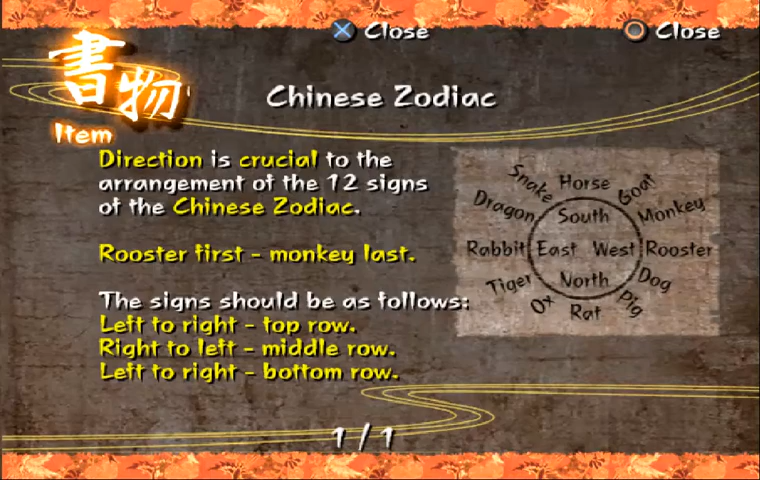 Close Close
書物
Item
Chinese Zodiac
Direction is crucial to the
arrangement of the 12 signs
of the Chinese Zodiac.
Rooster first - monkey last.
The signs should be as follows:
Left to right - top row.
Right to left - middle row.
Left to right - bottom row.
Snake Horse Goat
Dragon South Monkey
Rabbit East West Rooster
Tiger North Dog
Ox Rat Pig
1/1